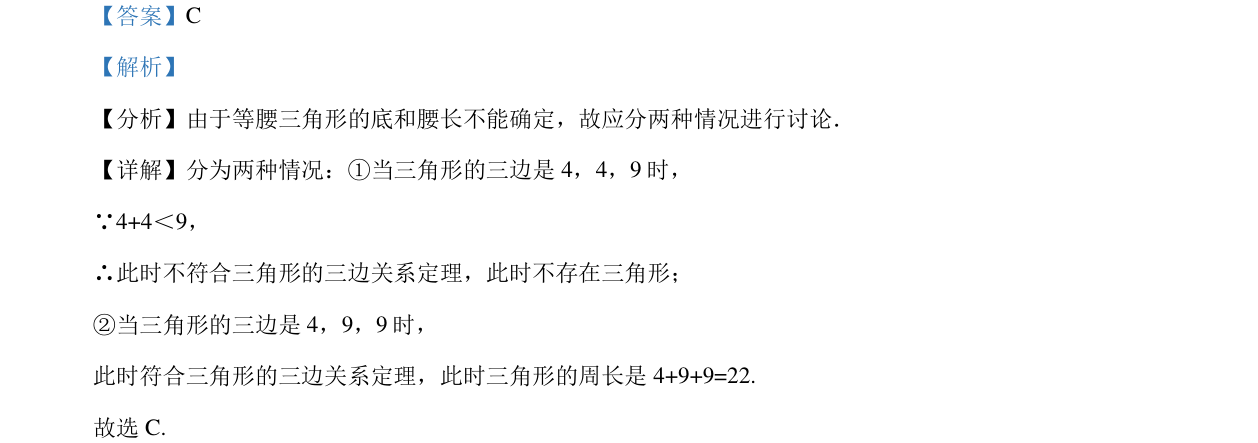 【答案】C
【解析】
【分析】由于等腰三角形的底和腰长不能确定，故应分两种情况进行讨论．
【详解】分为两种情况：①当三角形的三边是 4，4，9 时，
∵4+4＜9，
∴此时不符合三角形的三边关系定理，此时不存在三角形；
②当三角形的三边是 4，9，9 时，
此时符合三角形的三边关系定理，此时三角形的周长是 4+9+9=22.
故选 C.